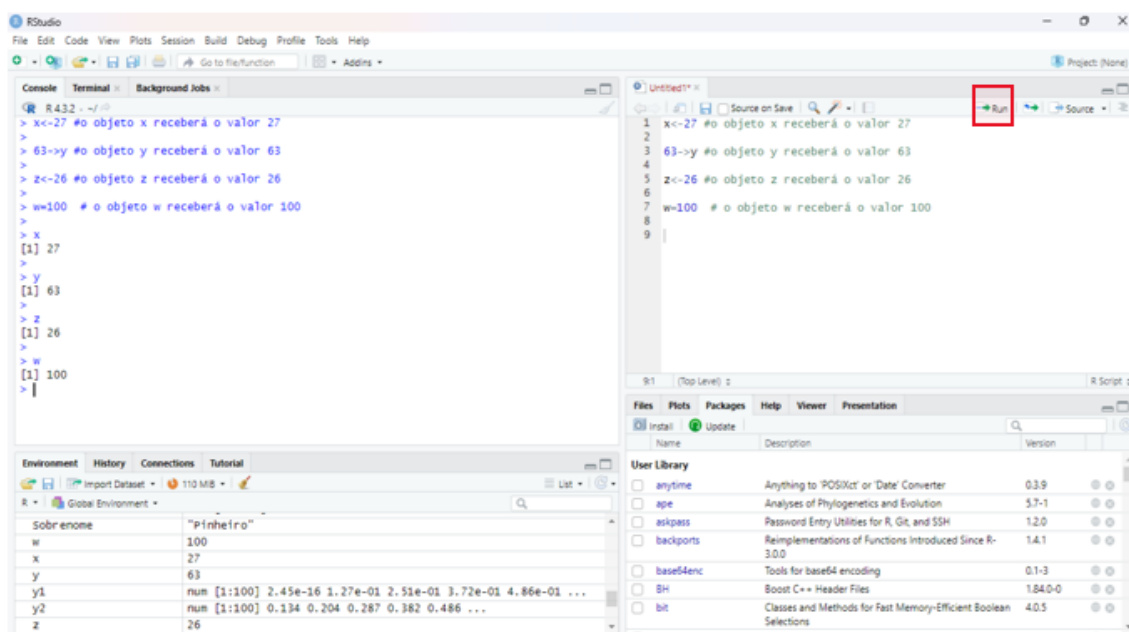 RStudio
File Edit Code View Plots Session Build Debug Profile Tools Help
Go to file/function Addins Project: (None)
Console Terminal Background Jobs
R 4.3.2 · ~/
> x<-27 #o objeto x receberá o valor 27
>
> 63->y #o objeto y receberá o valor 63
>
> z<-26 #o objeto z receberá o valor 26
>
> w=100 # o objeto w receberá o valor 100
>
> x
[1] 27
>
> y
[1] 63
>
> z
[1] 26
>
> w
[1] 100
>
Environment History Connections Tutorial
Import Dataset 110 MiB List
R Global Environment
Sobrenome "Pinheiro"
w 100
x 27
y 63
y1 num [1:100] 2.45e-16 1.27e-01 2.51e-01 3.72e-01 4.86e-01 ...
y2 num [1:100] 0.134 0.204 0.287 0.382 0.486 ...
z 26
Untitled1*
Source on Save Run Source
1 x<-27 #o objeto x receberá o valor 27
2
3 63->y #o objeto y receberá o valor 63
4
5 z<-26 #o objeto z receberá o valor 26
6
7 w=100 # o objeto w receberá o valor 100
8
9
9:1 (Top Level) R Script
Files Plots Packages Help Viewer Presentation
Install Update
Name Description Version
User Library
anytime Anything to 'POSIXct' or 'Date' Converter 0.3.9
ape Analyses of Phylogenetics and Evolution 5.7-1
askpass Password Entry Utilities for R, Git, and SSH 1.2.0
backports Reimplementations of Functions Introduced Since R-3.0.0 1.4.1
base64enc Tools for base64 encoding 0.1-3
BH Boost C++ Header Files 1.84.0-0
bit Classes and Methods for Fast Memory-Efficient Boolean Selections 4.0.5